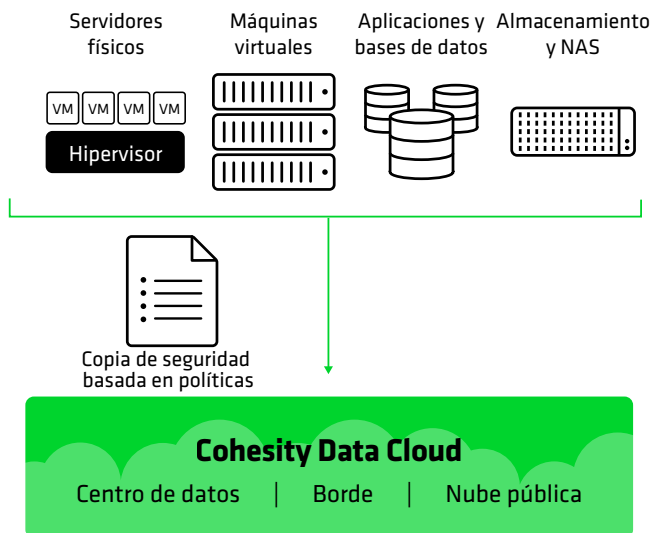 Servidores
físicos
Máquinas
virtuales
Aplicaciones y
bases de datos
Almacenamiento
y NAS
VM VM VM VM
Hipervisor
Copia de seguridad
basada en políticas
Cohesity Data Cloud
Centro de datos | Borde | Nube pública